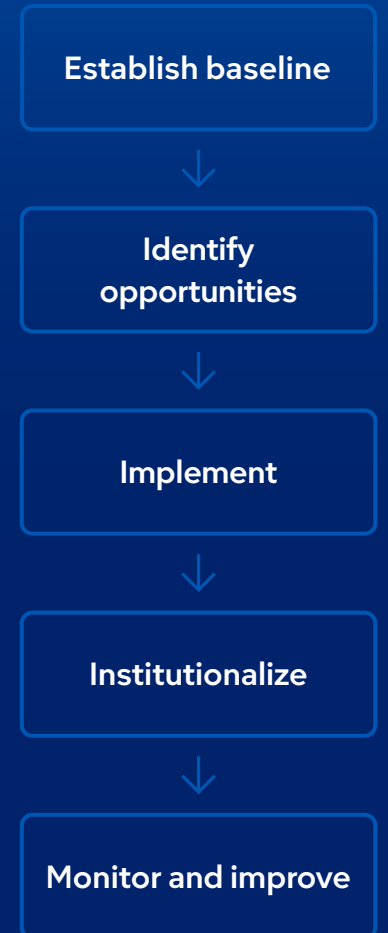 Establish baseline
Identify
opportunities
Implement
Institutionalize
Monitor and improve